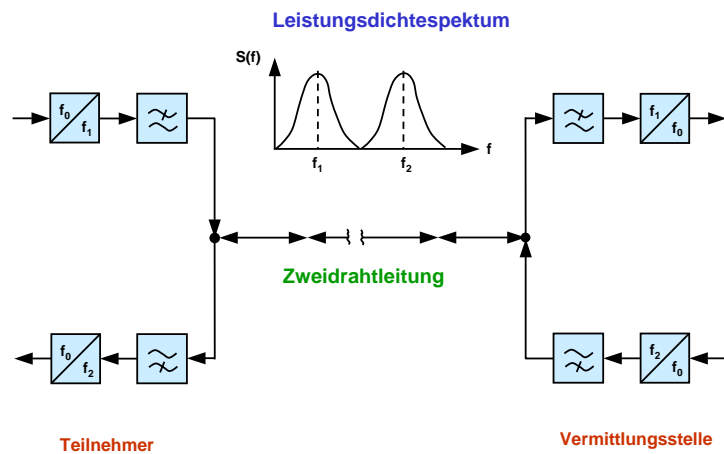 Leistungsdichtespektum
S(f)
f
f₁
f₂
f₀
f₁
f₁
f₀
Zweidrahtleitung
f₀
f₂
f₂
f₀
Teilnehmer
Vermittlungsstelle